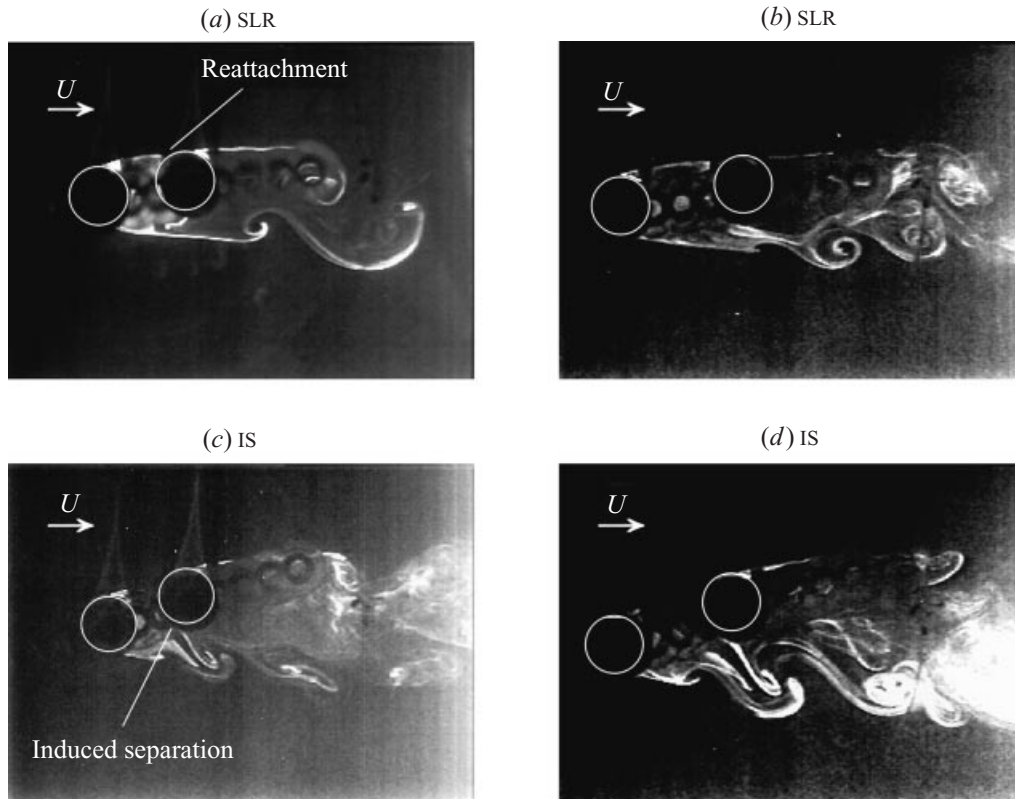 (a) SLR
(b) SLR
Reattachment
U
U
(c) IS
(d) IS
U
U
Induced separation